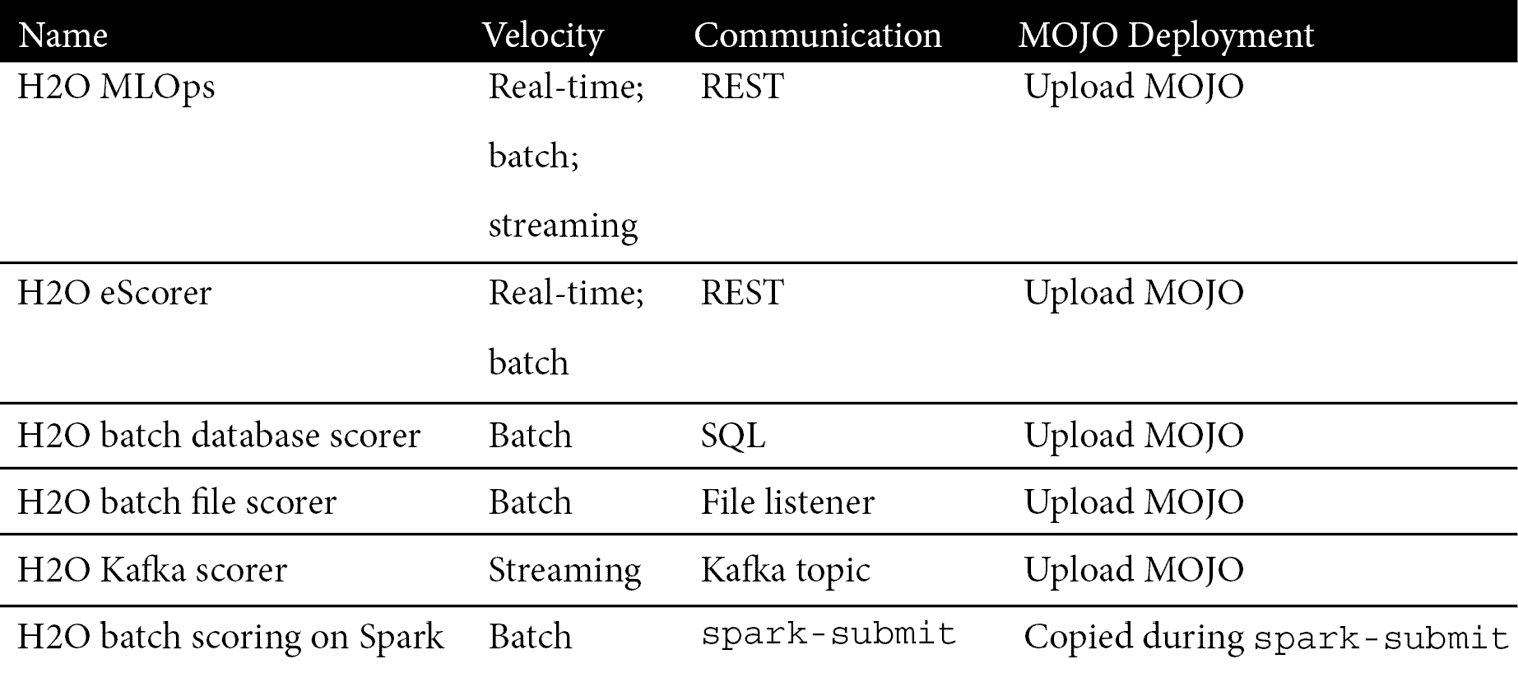 Name Velocity Communication MOJO Deployment
H2O MLOps Real-time; REST Upload MOJO
batch;
streaming
H2O eScorer Real-time; REST Upload MOJO
batch
H2O batch database scorer Batch SQL Upload MOJO
H2O batch file scorer Batch File listener Upload MOJO
H2O Kafka scorer Streaming Kafka topic Upload MOJO
H2O batch scoring on Spark Batch spark-submit Copied during spark-submit